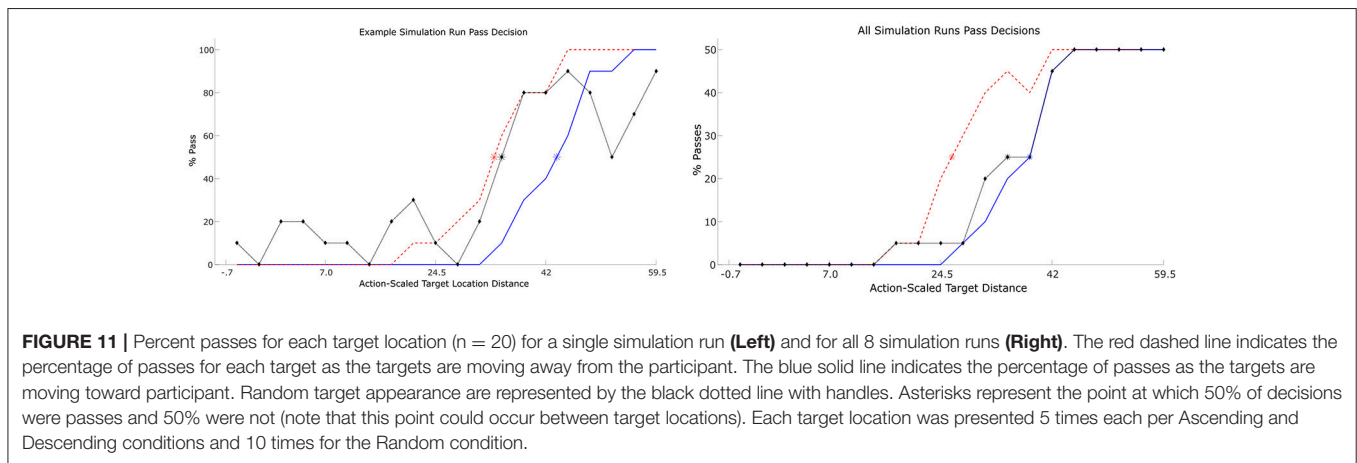 Example Simulation Run Pass Decision
100
80
60
40
20
0
% Pass
-.7 7.0 24.5 42 59.5
Action-Scaled Target Location Distance
All Simulation Runs Pass Decisions
50
40
30
20
10
0
% Passes
-0.7 7.0 24.5 42 59.5
Action-Scaled Target Distance
FIGURE 11 | Percent passes for each target location (n = 20) for a single simulation run (Left) and for all 8 simulation runs (Right). The red dashed line indicates the
percentage of passes for each target as the targets are moving away from the participant. The blue solid line indicates the percentage of passes as the targets are
moving toward participant. Random target appearance are represented by the black dotted line with handles. Asterisks represent the point at which 50% of decisions
were passes and 50% were not (note that this point could occur between target locations). Each target location was presented 5 times each per Ascending and
Descending conditions and 10 times for the Random condition.